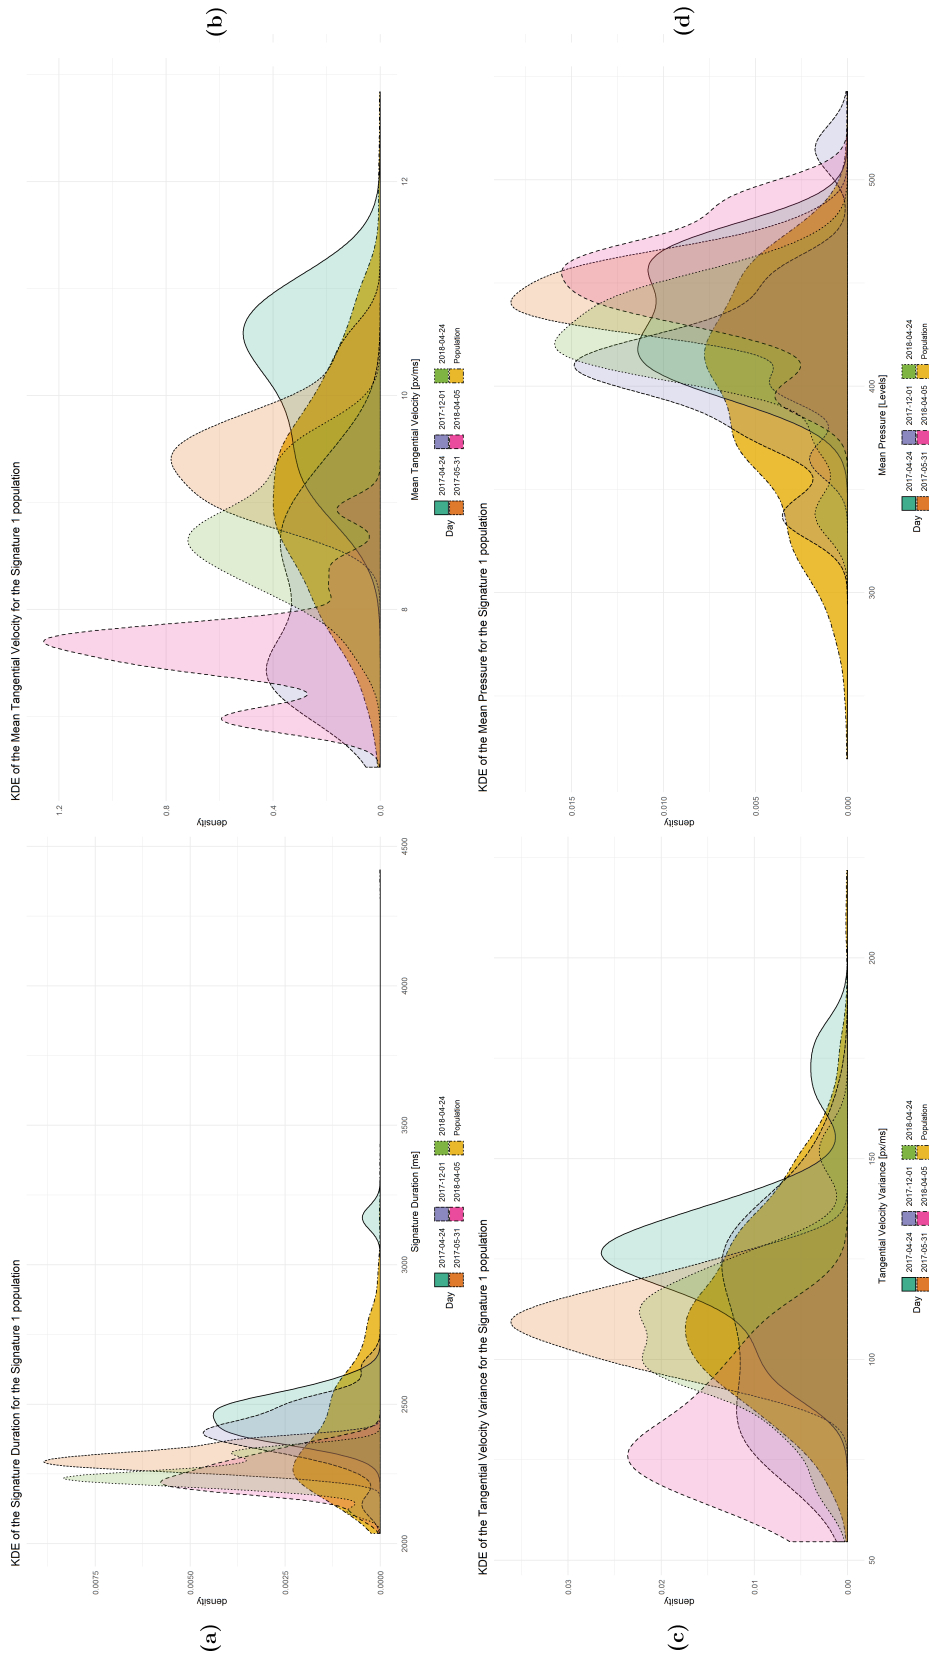 (a)
KDE of the Signature Duration for the Signature 1 population
density
0.0075
0.0050
0.0025
0.0000
2000
2500
3000
3500
4000
4500
Signature Duration [ms]
Day
2017-04-24
2017-12-01
2018-04-24
2017-05-31
2018-04-05
Population
(b)
KDE of the Mean Tangential Velocity for the Signature 1 population
density
1.2
0.8
0.4
0.0
8
10
12
Mean Tangential Velocity [px/ms]
Day
2017-04-24
2017-12-01
2018-04-24
2017-05-31
2018-04-05
Population
(c)
KDE of the Tangential Velocity Variance for the Signature 1 population
density
0.03
0.02
0.01
0.00
50
100
150
200
Tangential Velocity Variance [px/ms]
Day
2017-04-24
2017-12-01
2018-04-24
2017-05-31
2018-04-05
Population
(d)
KDE of the Mean Pressure for the Signature 1 population
density
0.015
0.010
0.005
0.000
300
400
500
Mean Pressure [Levels]
Day
2017-04-24
2017-12-01
2018-04-24
2017-05-31
2018-04-05
Population